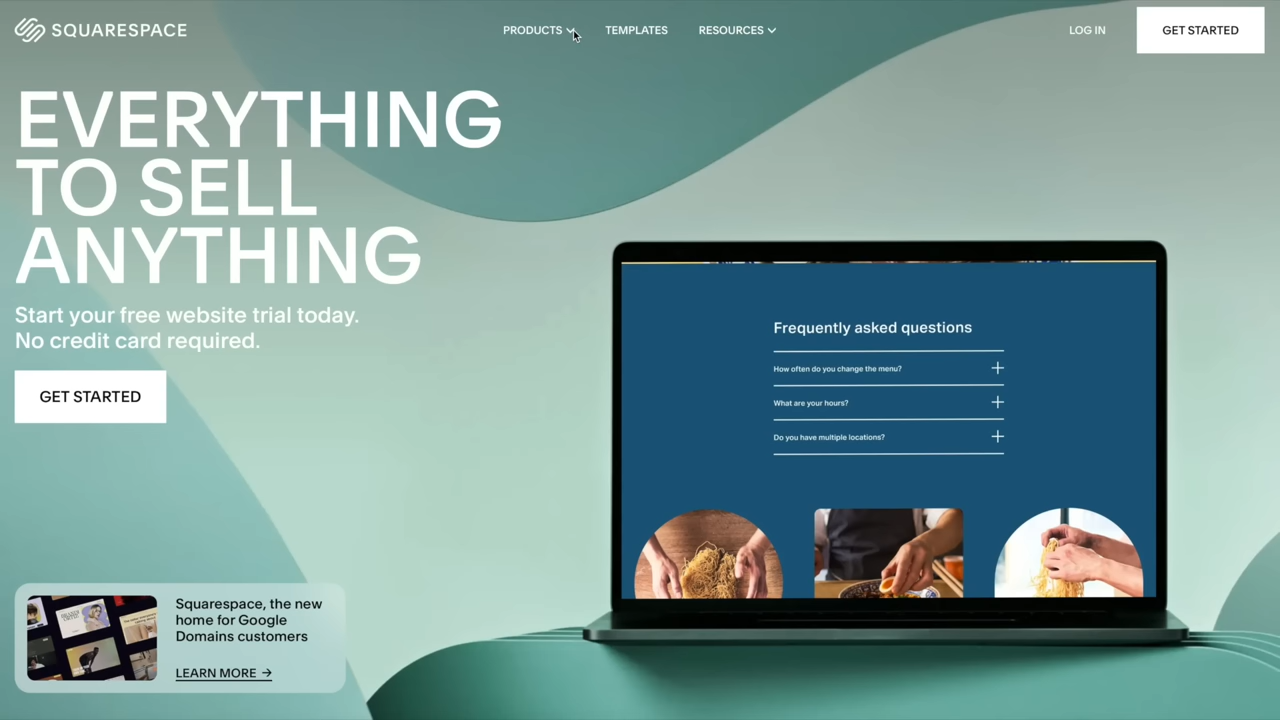 SQUARESPACE
PRODUCTS
TEMPLATES
RESOURCES
LOG IN
GET STARTED
EVERYTHING
TO SELL
ANYTHING
Start your free website trial today.
No credit card required.
GET STARTED
Frequently asked questions
How often do you change the menu?
What are your hours?
Do you have multiple locations?
Squarespace, the new
home for Google
Domains customers
LEARN MORE →